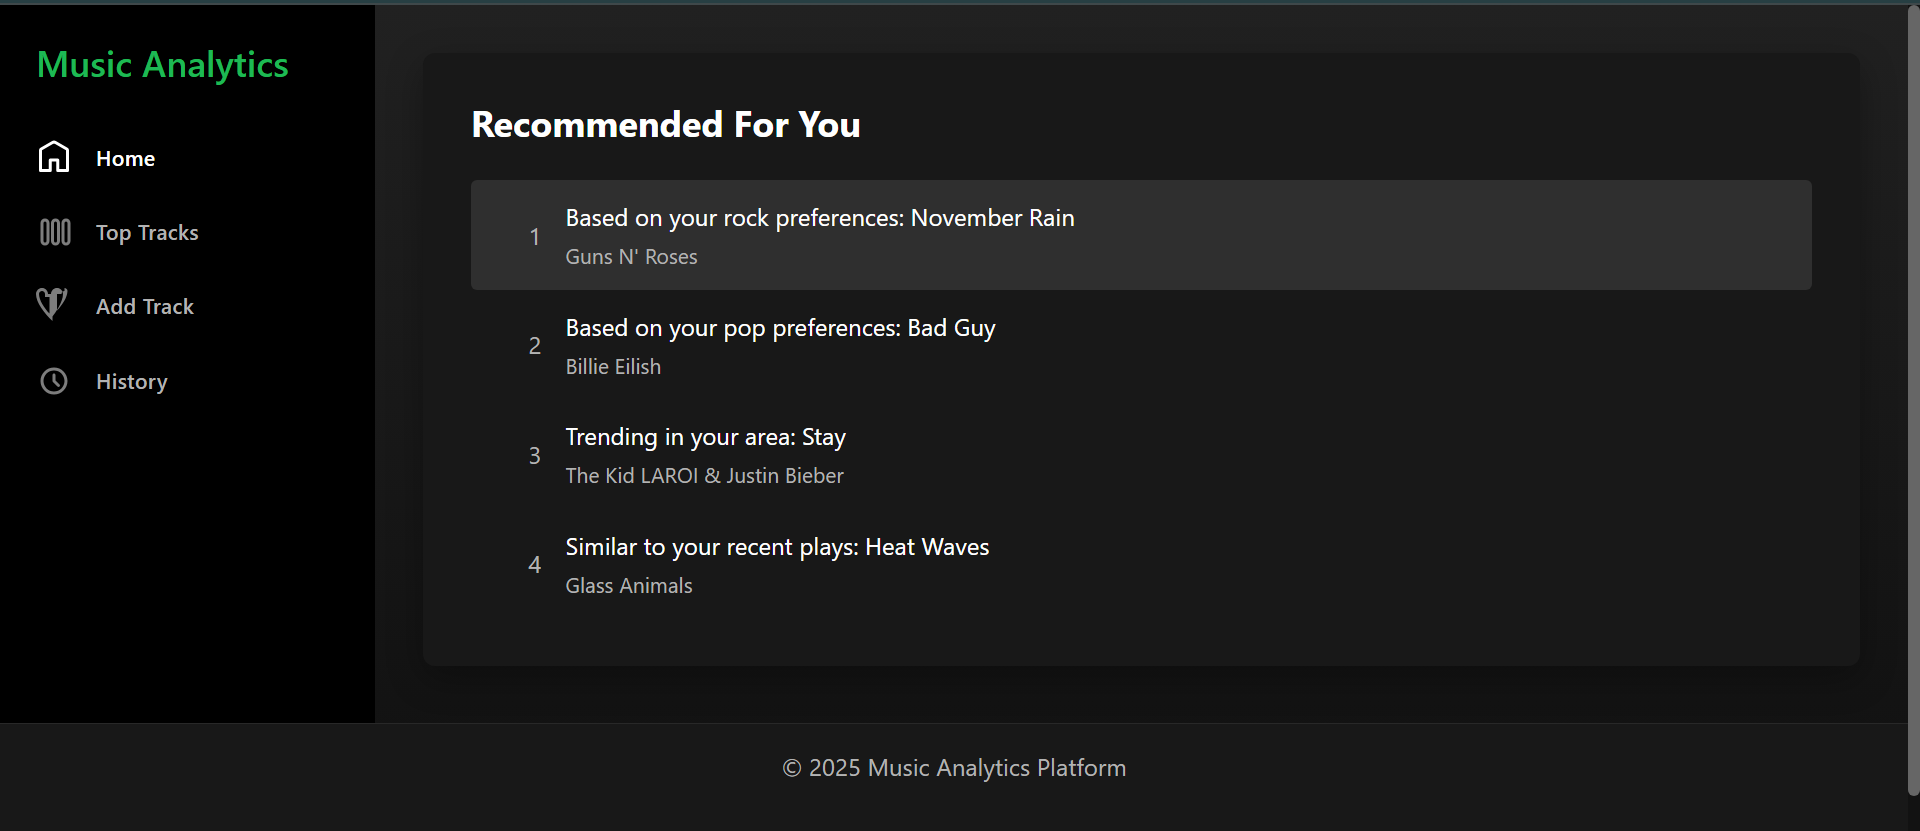 Music Analytics
Home
Top Tracks
Add Track
History
Recommended For You
1
Based on your rock preferences: November Rain
Guns N' Roses
2
Based on your pop preferences: Bad Guy
Billie Eilish
3
Trending in your area: Stay
The Kid LAROI & Justin Bieber
4
Similar to your recent plays: Heat Waves
Glass Animals
© 2025 Music Analytics Platform